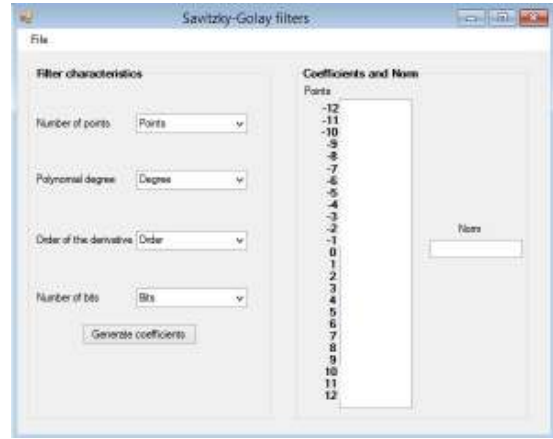 Savitzky-Golay filters
File
Filter characteristics
Number of points
Points
Polynomial degree
Degree
Order of the derivative
Order
Number of bits
Bits
Generate coefficients
Coefficients and Norm
Points
-12
-11
-10
-9
-8
-7
-6
-5
-4
-3
-2
-1
0
1
2
3
4
5
6
7
8
9
10
11
12
Norm